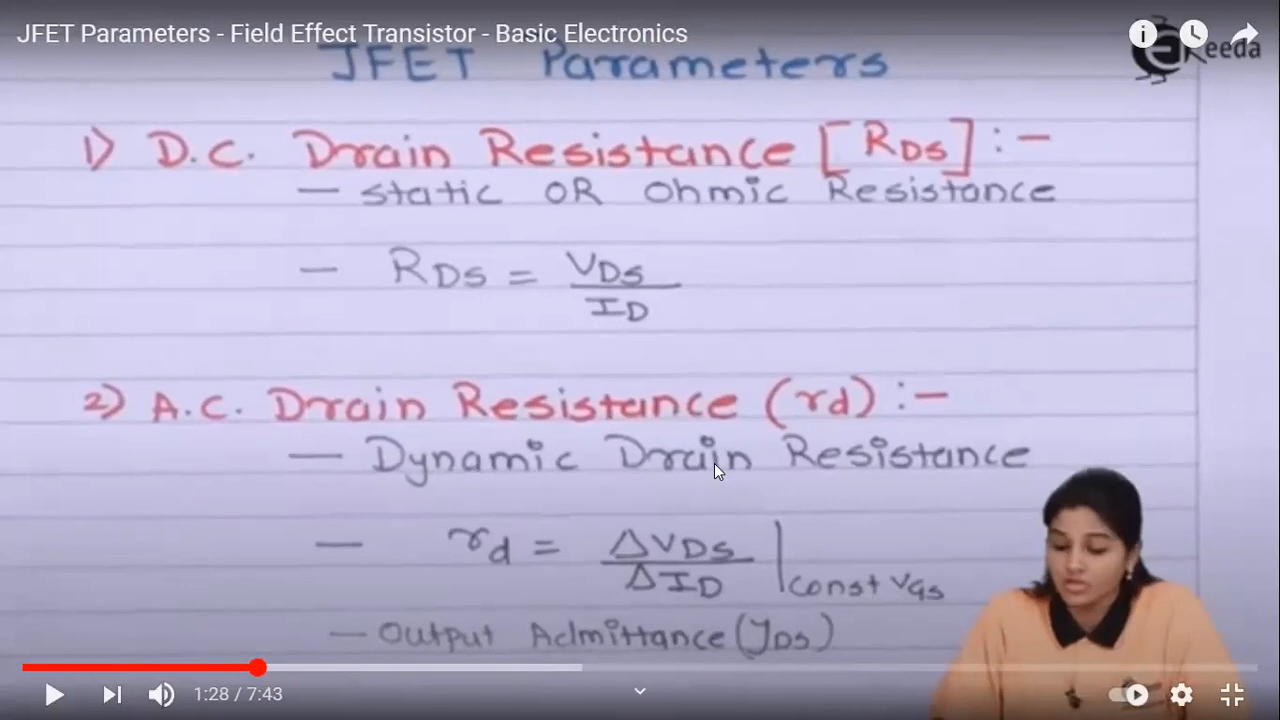 JFET Parameters - Field Effect Transistor - Basic Electronics
i
eKeeda
JFET Parameters
1) D.C. Drain Resistance [RDS] :-
- static OR Ohmic Resistance
- RDS = VDS / ID
2) A.C. Drain Resistance (rd) :-
- Dynamic Drain Resistance
- rd = ΔVDS / ΔID | const VGS
- Output Admittance (YDS)
1:28 / 7:43